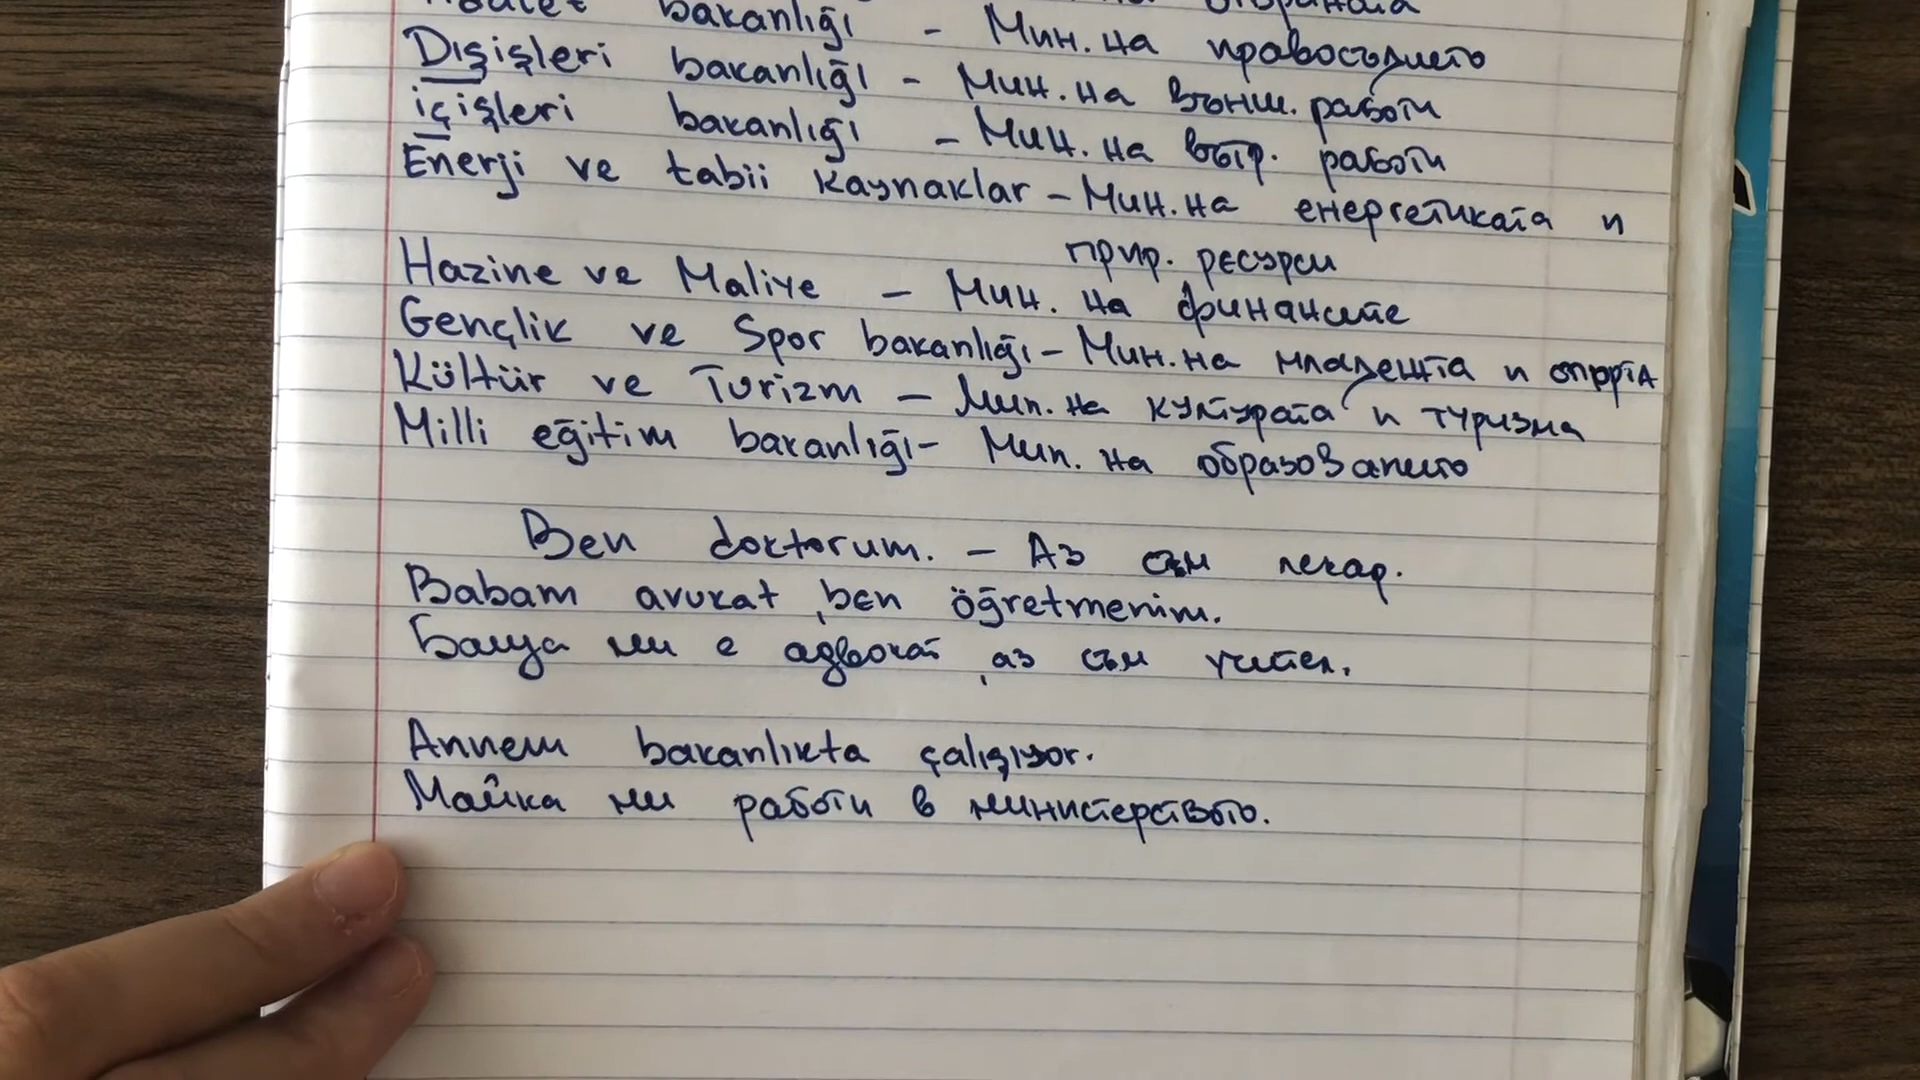 bakanlığı - Мин. на правосъдието
Dışişleri bakanlığı - Мин. на външ. работи
içişleri bakanlığı - Мин. на вътр. работи
Enerji ve tabii kaynaklar - Мин. на енергетиката и
прир. ресурси
Hazine ve Maliye - Мин. на финансите
Gençlik ve Spor bakanlığı - Мин. на младежта и спорта
Kültür ve Turizm - Мин. на културата и туризма
Milli eğitim bakanlığı - Мин. на образованието
Ben doktorum. - Аз съм лекар.
Babam avukat, ben öğretmenim.
Баща ми е адвокат, аз съм учител.
Annem bakanlıkta çalışıyor.
Майка ми работи в министерството.